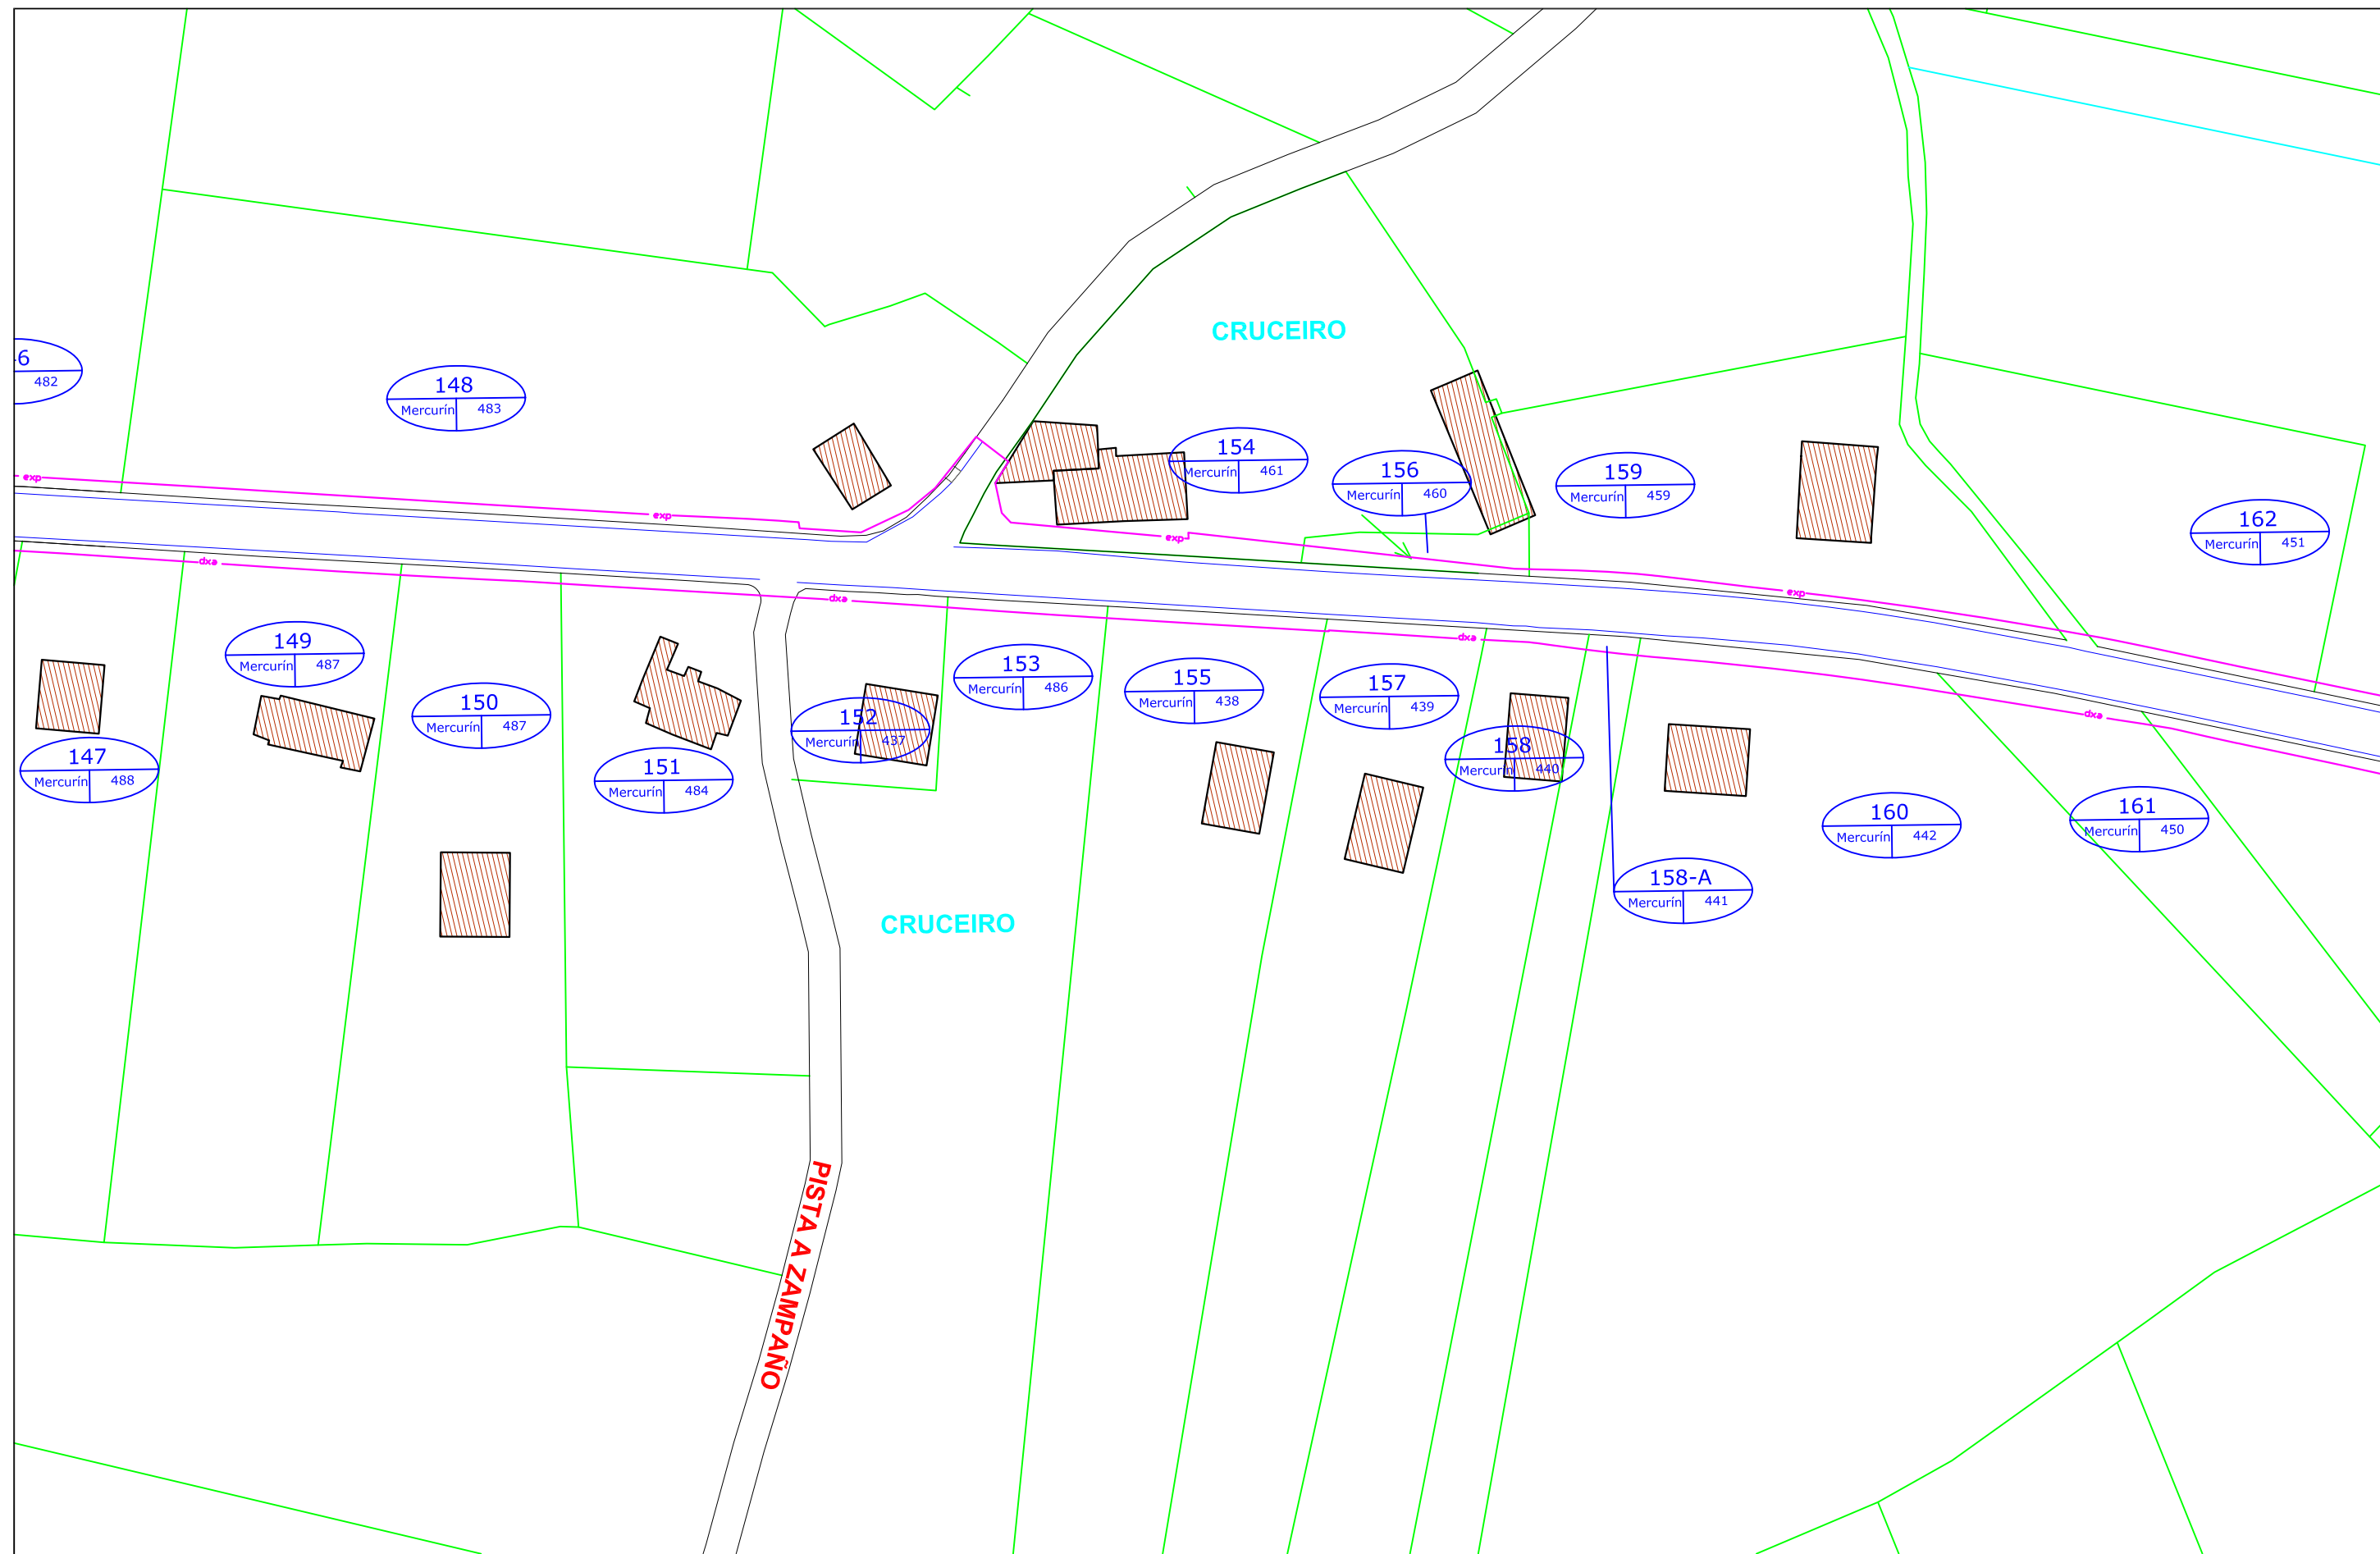 CRUCEIRO
6
482
148
Mercurín 483
154
Mercurín 461
156
Mercurín 460
159
Mercurín 459
162
Mercurín 451
exp
exp
exp
exp
dxa
dxa
dxa
dxa
149
Mercurín 487
147
Mercurín 488
150
Mercurín 487
151
Mercurín 484
152
Mercurín 437
153
Mercurín 486
155
Mercurín 438
157
Mercurín 439
158
Mercurín 440
158-A
Mercurín 441
160
Mercurín 442
161
Mercurín 450
CRUCEIRO
PISTA A ZAMPAÑO